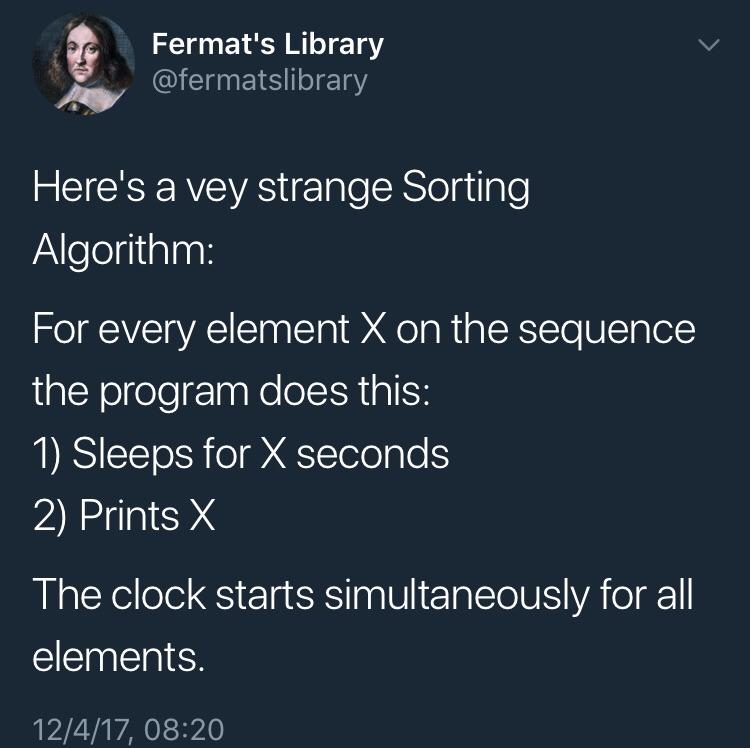 Fermat's Library
@fermatslibrary
Here's a vey strange Sorting
Algorithm:
For every element X on the sequence
the program does this:
1) Sleeps for X seconds
2) Prints X
The clock starts simultaneously for all
elements.
12/4/17, 08:20